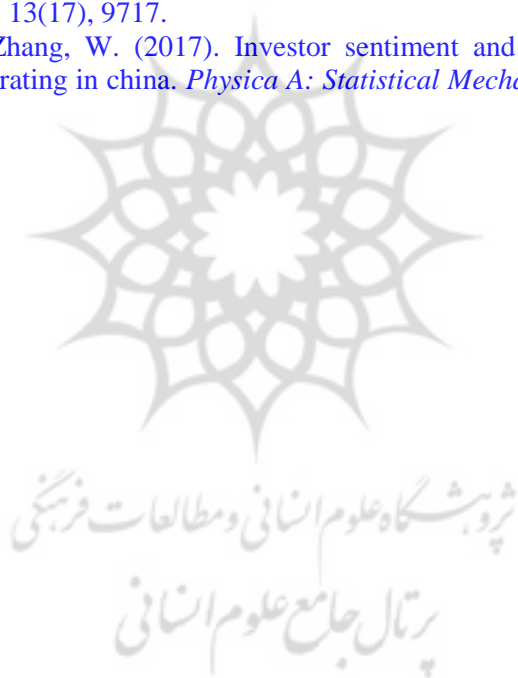 13(17), 9717.
Zhang, W. (2017). Investor sentiment and
rating in china. Physica A: Statistical Mecha
پژوهشگاه علوم انسانی و مطالعات فرهنگی
پرتال جامع علوم انسانی